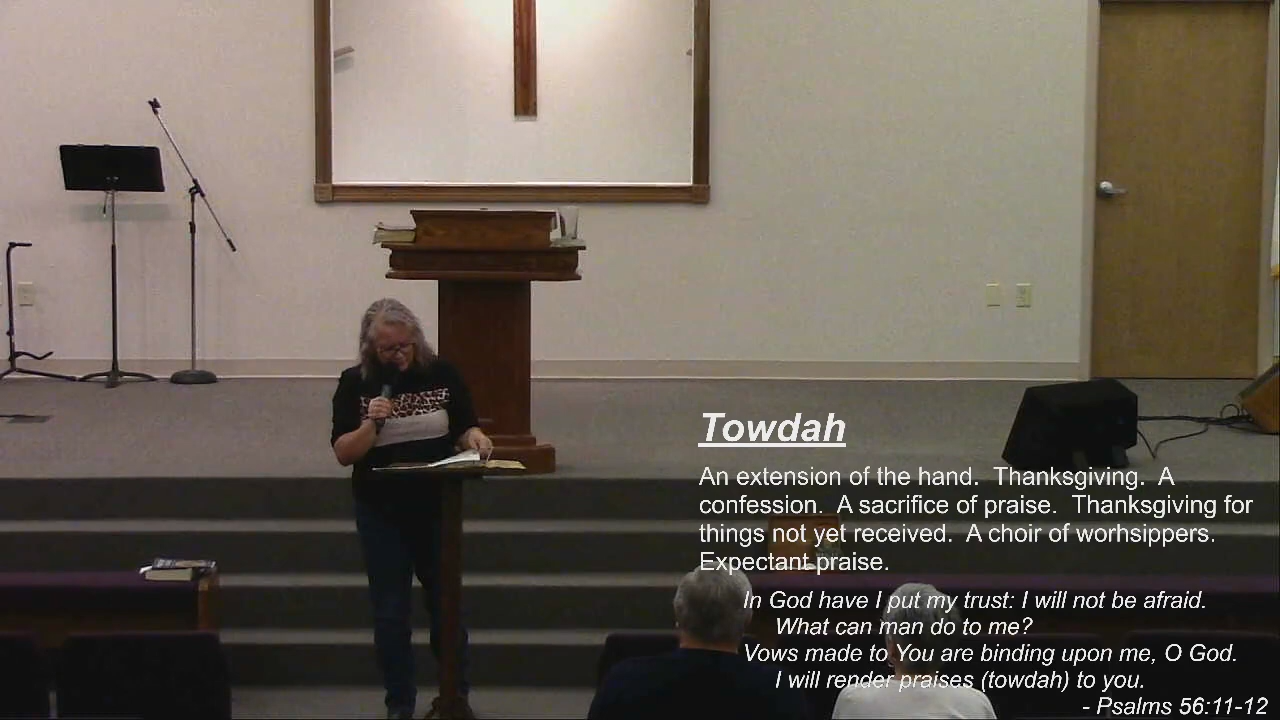 Towdah
An extension of the hand.  Thanksgiving.  A
confession.  A sacrifice of praise.  Thanksgiving for
things not yet received.  A choir of worhsippers.
Expectant praise.
In God have I put my trust: I will not be afraid.
What can man do to me?
Vows made to You are binding upon me, O God.
I will render praises (towdah) to you.
- Psalms 56:11-12